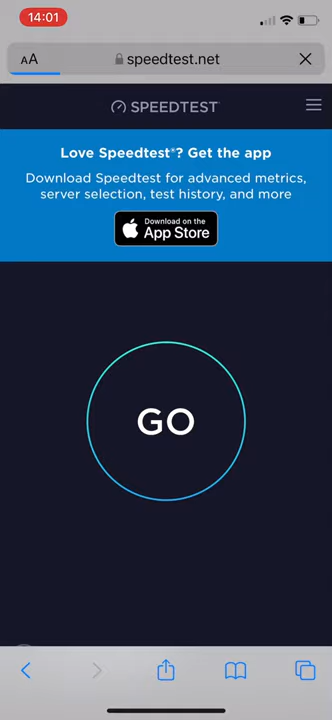 14:01
AA speedtest.net
SPEEDTEST
Love Speedtest®? Get the app
Download Speedtest for advanced metrics,
server selection, test history, and more
Download on the
App Store
GO